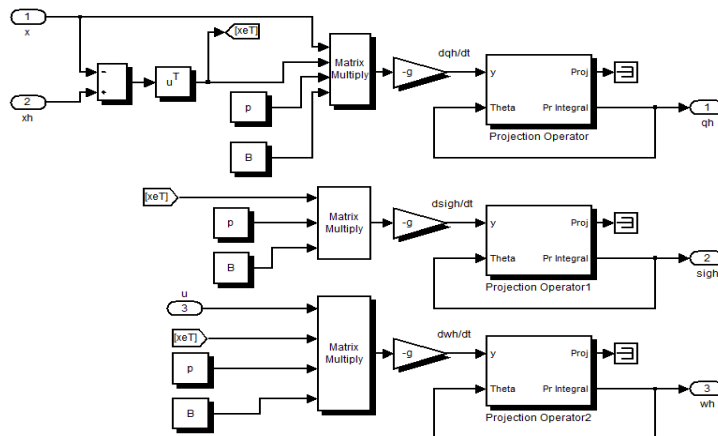 1
x
[xeT]
uT
2
xh
p
B
Matrix
Multiply
-g
dqh/dt
y
Proj
Theta
Pr Integral
Projection Operator
1
qh
[xeT]
p
B
Matrix
Multiply
-g
dsigh/dt
y
Proj
Theta
Pr Integral
Projection Operator1
2
sigh
u
3
[xeT]
p
B
Matrix
Multiply
-g
dwh/dt
y
Proj
Theta
Pr Integral
Projection Operator2
3
wh